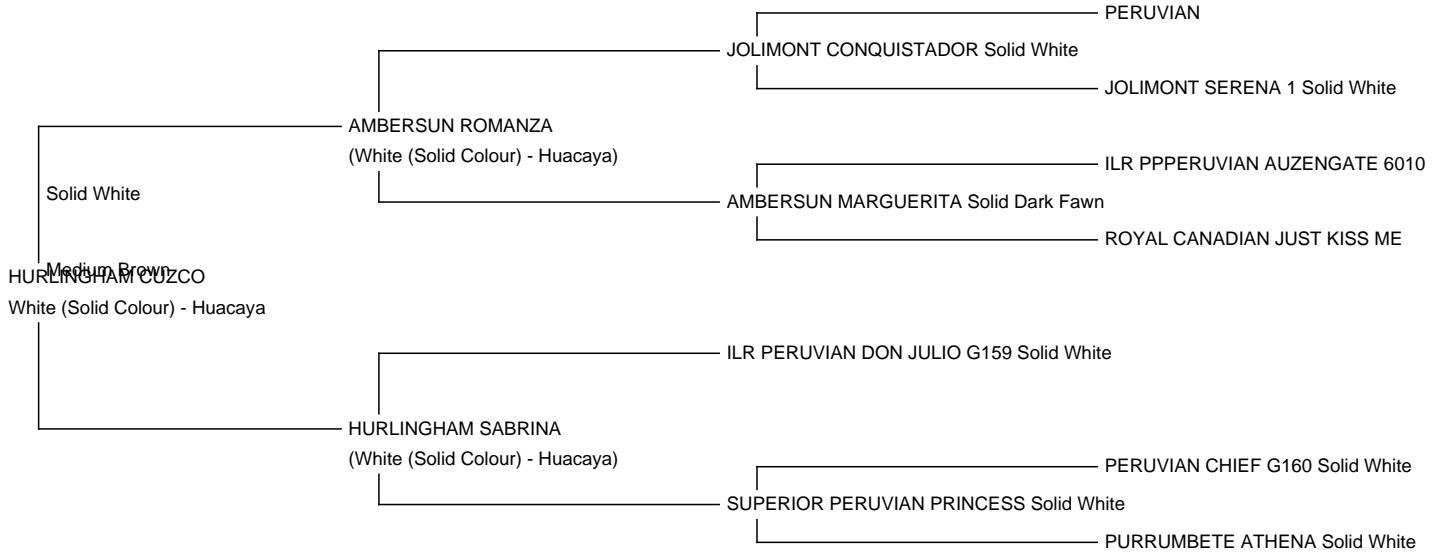 PERUVIAN
JOLIMONT CONQUISTADOR Solid White
JOLIMONT SERENA 1 Solid White
AMBERSUN ROMANZA
(White (Solid Colour) - Huacaya)
ILR PPPERUVIAN AUZENGATE 6010
Solid White
AMBERSUN MARGUERITA Solid Dark Fawn
ROYAL CANADIAN JUST KISS ME
Medium Brown
HURLINGHAM CUZCO
White (Solid Colour) - Huacaya
ILR PERUVIAN DON JULIO G159 Solid White
HURLINGHAM SABRINA
(White (Solid Colour) - Huacaya)
PERUVIAN CHIEF G160 Solid White
SUPERIOR PERUVIAN PRINCESS Solid White
PURRUMBETE ATHENA Solid White